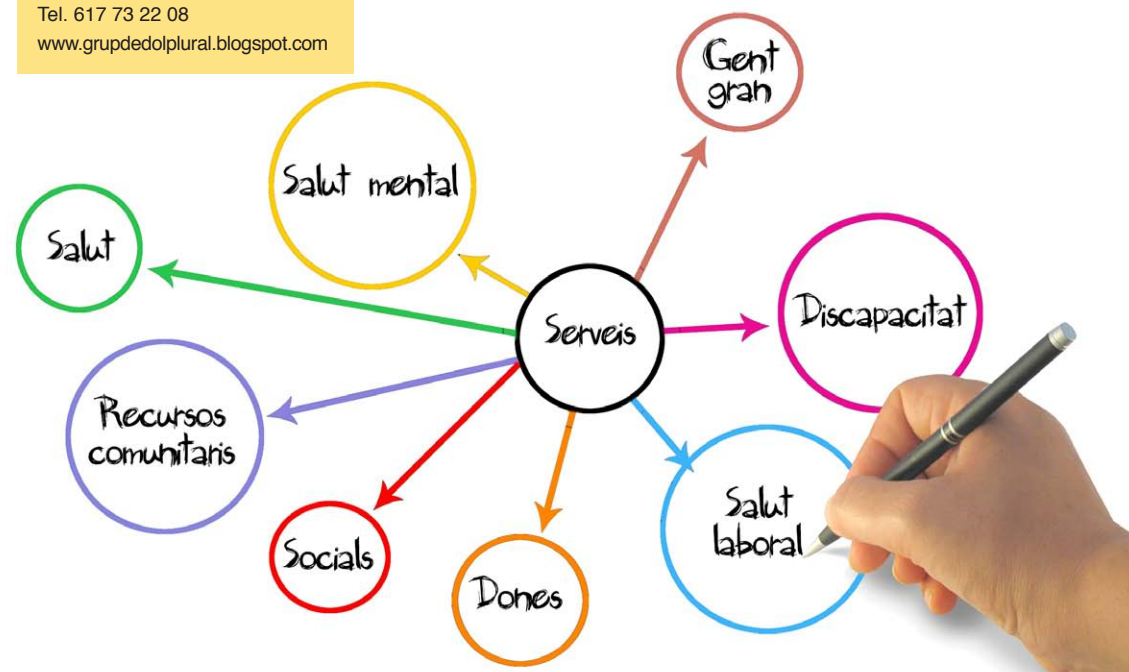 Tel. 617 73 22 08
www.grupdedolplural.blogspot.com
Gent
gran
Salut mental
Salut
Discapacitat
Serveis
Recursos
comunitaris
Salut
laboral
Socials
Dones